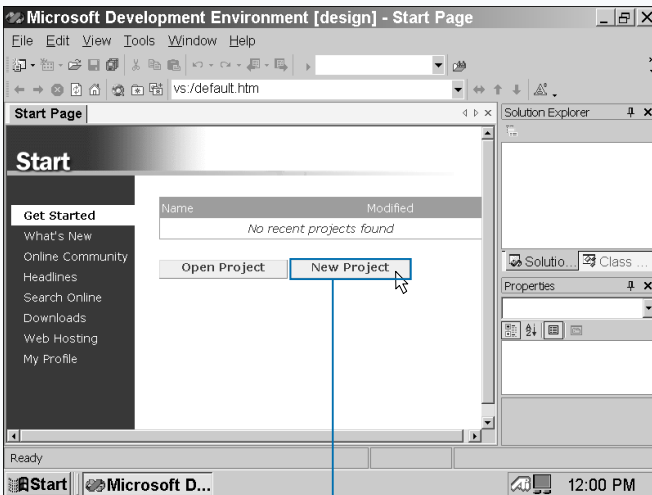 Microsoft Development Environment [design] - Start Page
File Edit View Tools Window Help
vs:/default.htm
Start Page
Solution Explorer
Start
Get Started
What's New
Online Community
Headlines
Search Online
Downloads
Web Hosting
My Profile
Name Modified
No recent projects found
Open Project New Project
Solutio... Class ...
Properties
Ready
Start Microsoft D... 12:00 PM